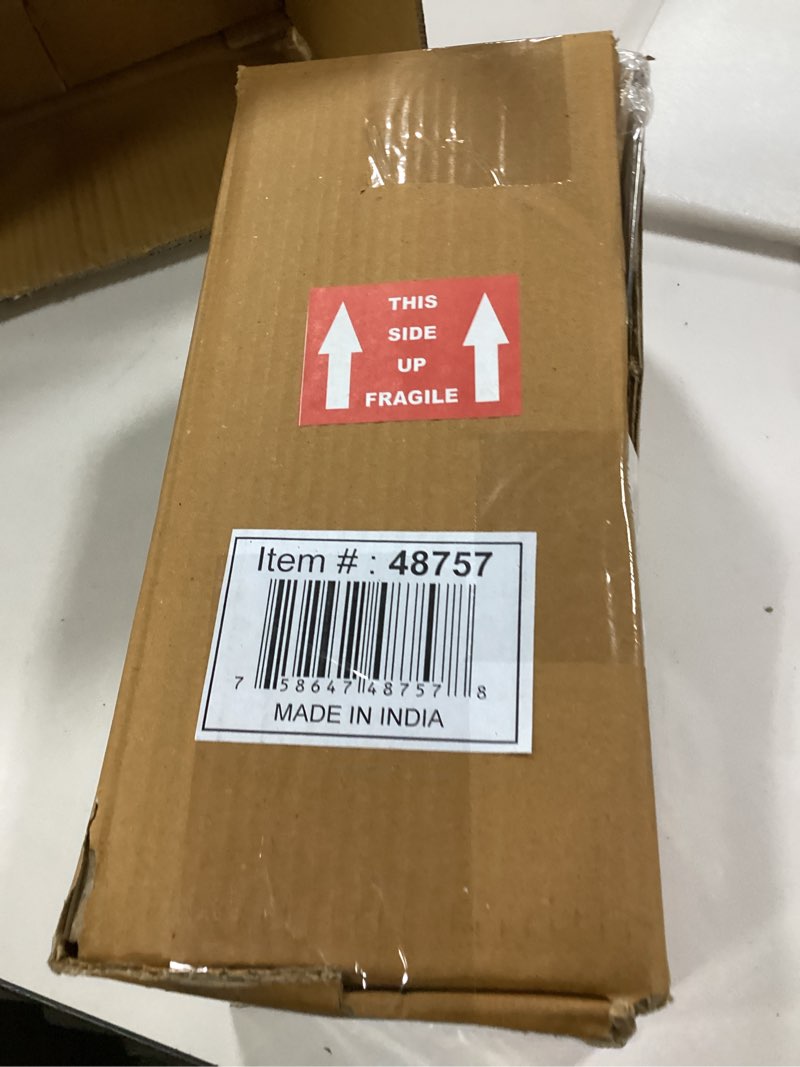 THIS
SIDE
UP
FRAGILE
Item # : 48757
7 58647 48757 8
MADE IN INDIA